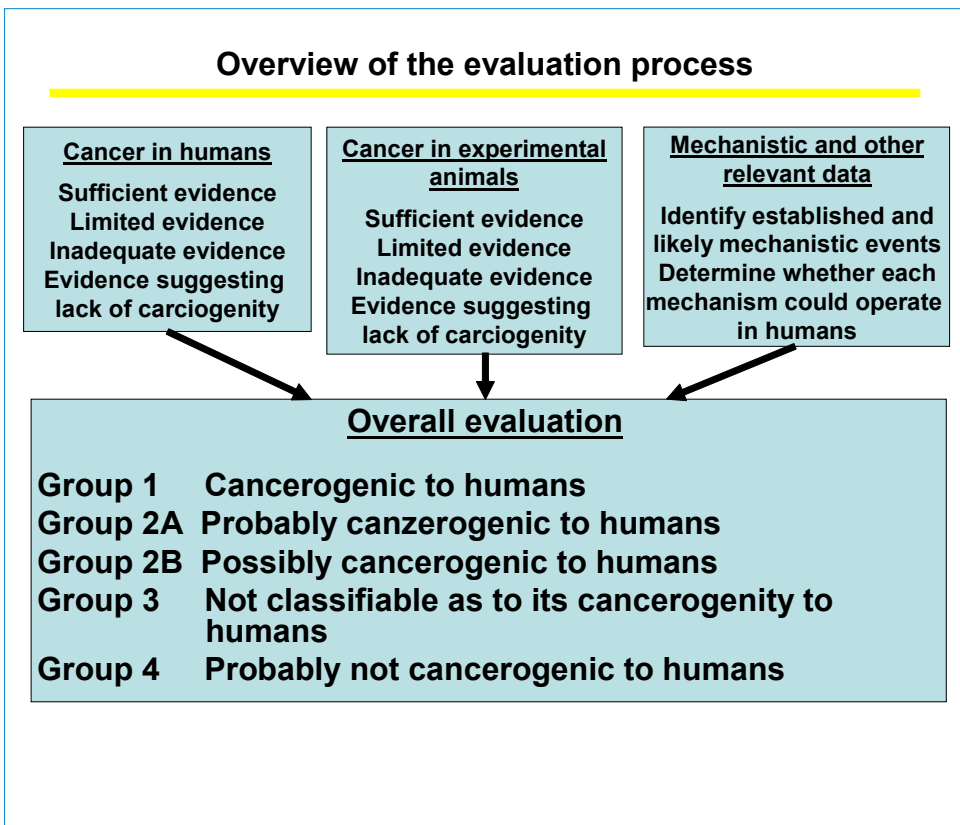 Overview of the evaluation process
Cancer in humans
Sufficient evidence
Limited evidence
Inadequate evidence
Evidence suggesting
lack of carciogenity
Cancer in experimental
animals
Sufficient evidence
Limited evidence
Inadequate evidence
Evidence suggesting
lack of carciogenity
Mechanistic and other
relevant data
Identify established and
likely mechanistic events
Determine whether each
mechanism could operate
in humans
Overall evaluation
Group 1 Cancerogenic to humans
Group 2A Probably canzerogenic to humans
Group 2B Possibly cancerogenic to humans
Group 3 Not classifiable as to its cancerogenity to
humans
Group 4 Probably not cancerogenic to humans